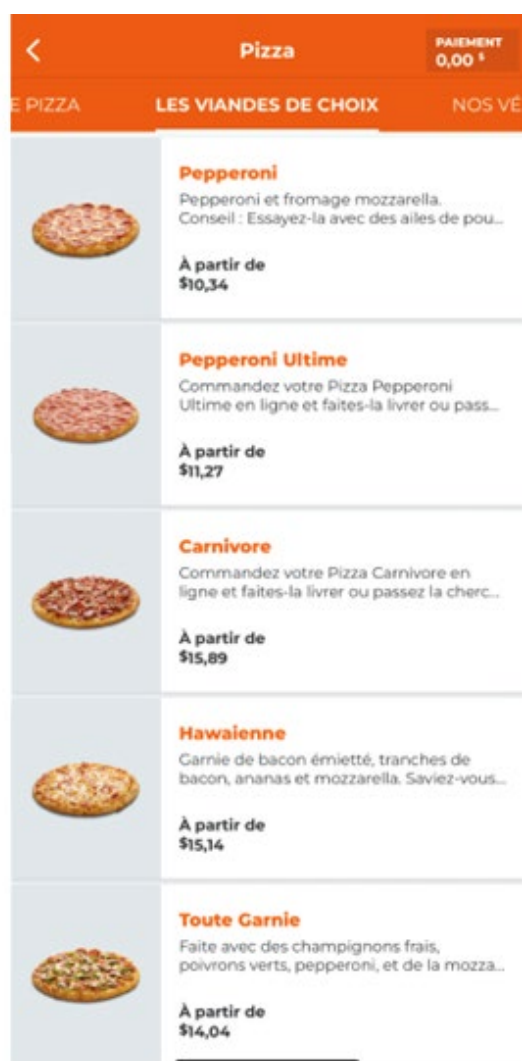 Pizza
PAIEMENT
0,00 $
E PIZZA
LES VIANDES DE CHOIX
NOS VÉ
Pepperoni
Pepperoni et fromage mozzarella.
Conseil : Essayez-la avec des ailes de pou...
À partir de
$10,34
Pepperoni Ultime
Commandez votre Pizza Pepperoni
Ultime en ligne et faites-la livrer ou pass...
À partir de
$11,27
Carnivore
Commandez votre Pizza Carnivore en
ligne et faites-la livrer ou passez la cherc...
À partir de
$15,89
Hawaienne
Garnie de bacon émietté, tranches de
bacon, ananas et mozzarella. Saviez-vous...
À partir de
$15,14
Toute Garnie
Faite avec des champignons frais,
poivrons verts, pepperoni, et de la mozza...
À partir de
$14,04